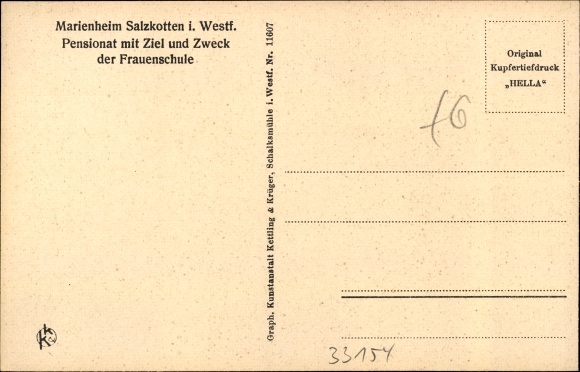 Marienheim Salzkotten i. Westf.
Pensionat mit Ziel und Zweck
der Frauenschule
Graph. Kunstanstalt Kettling & Krüger, Schalksmühle i. Westf. Nr. 11607
Original
Kupfertiefdruck
„HELLA“
33154